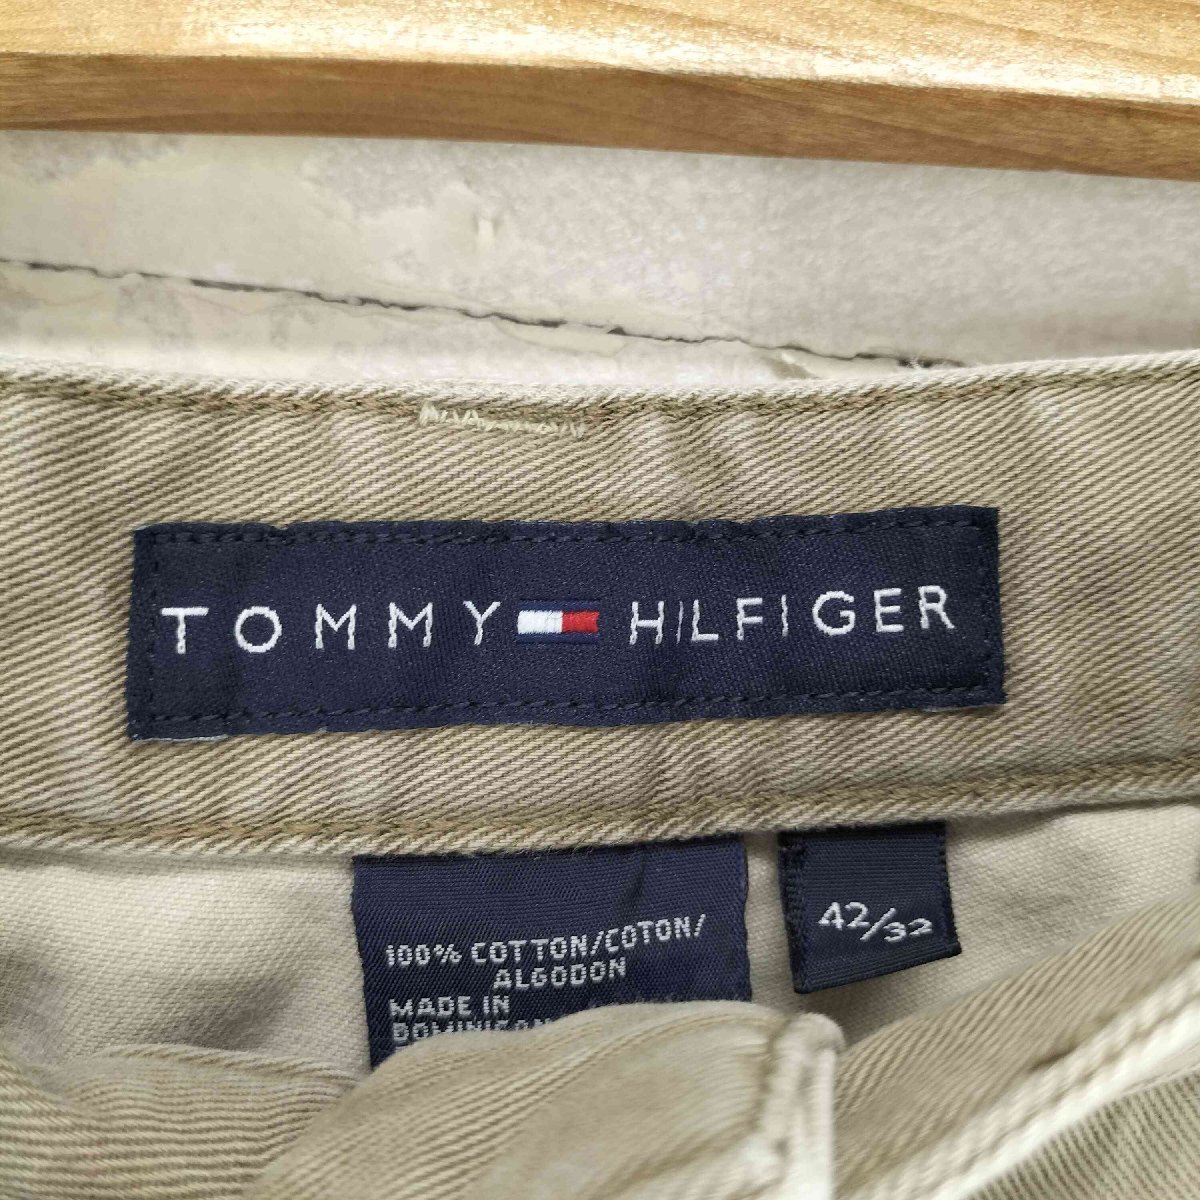 TOMMY HILFIGER
100% COTTON/COTON/
ALGODON
MADE IN
42/32